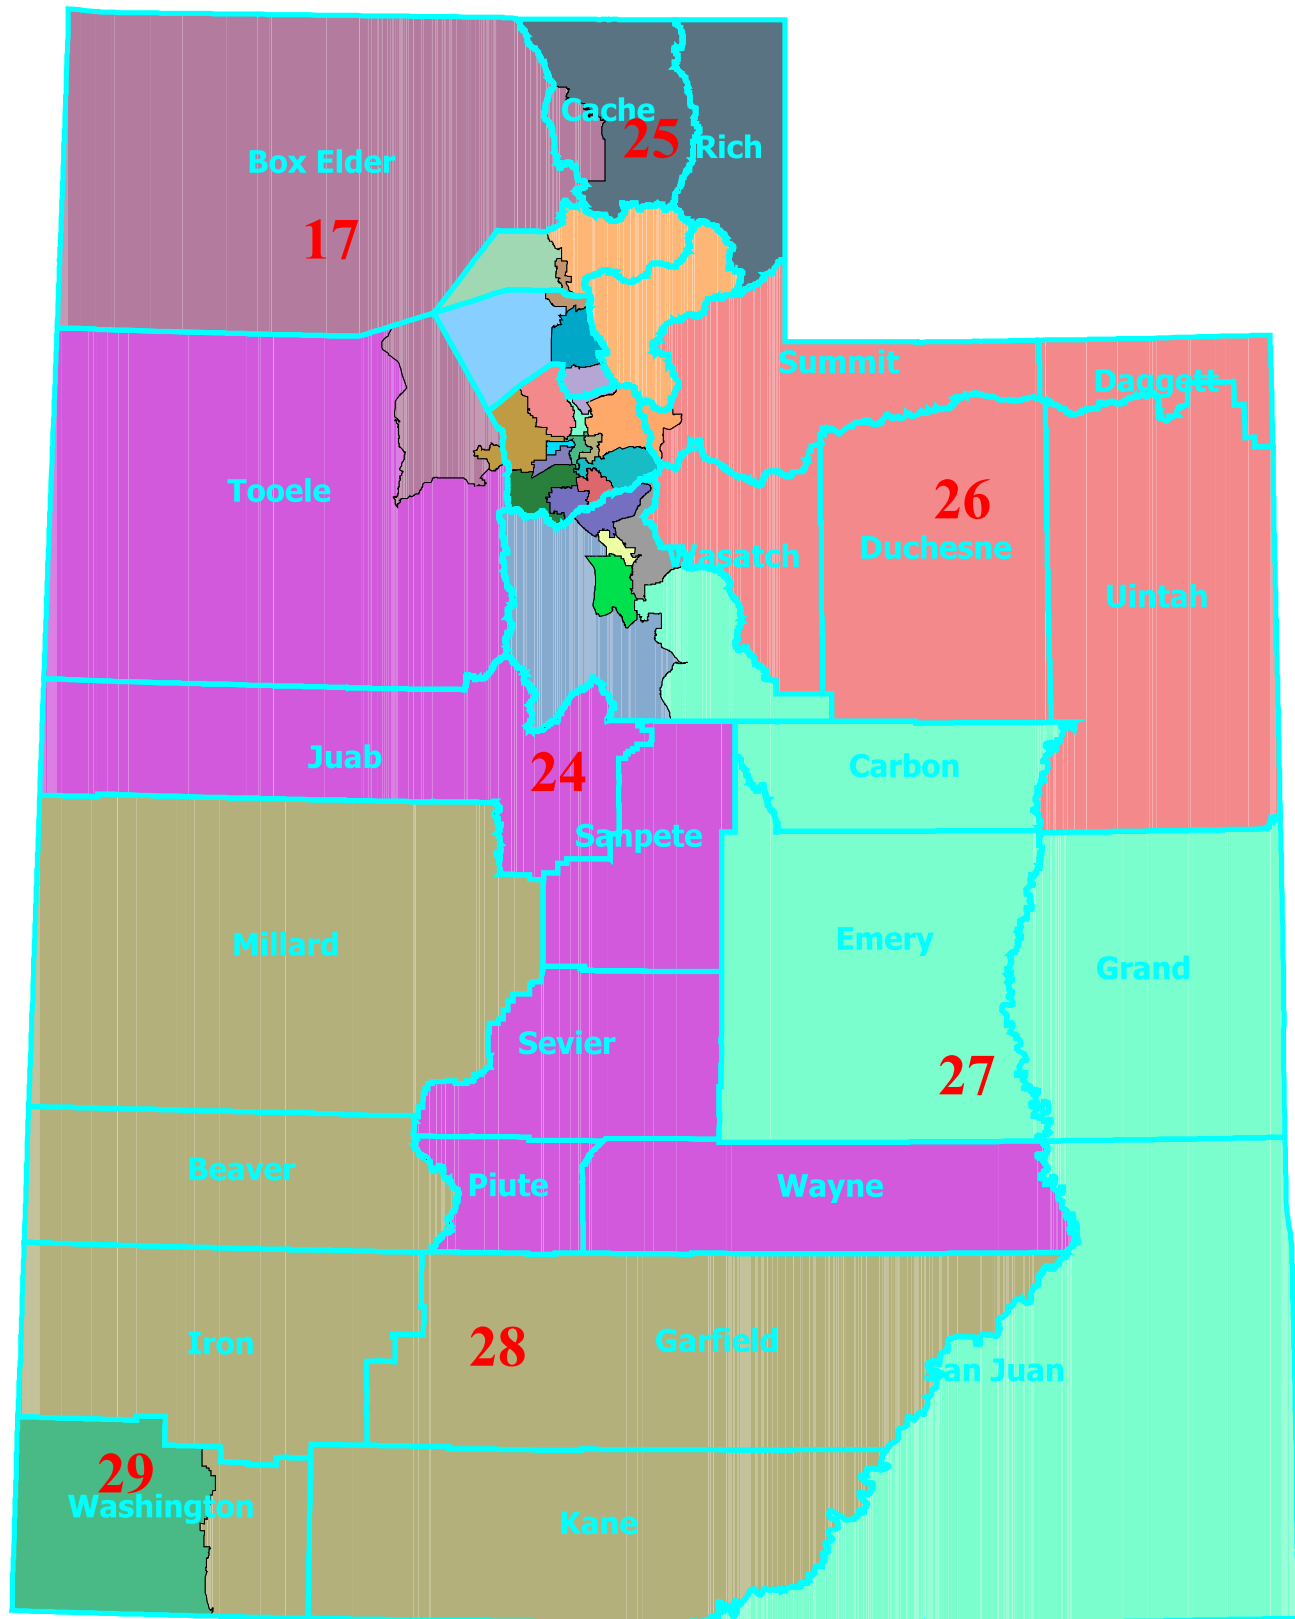 Cache
25
Rich
Box Elder
17
Summit
Daggett
Tooele
26
Duchesne
Wasatch
Uintah
Juab
24
Carbon
Sanpete
Millard
Emery
Grand
Sevier
27
Beaver
Piute
Wayne
Iron
28
Garfield
San Juan
29
Washington
Kane